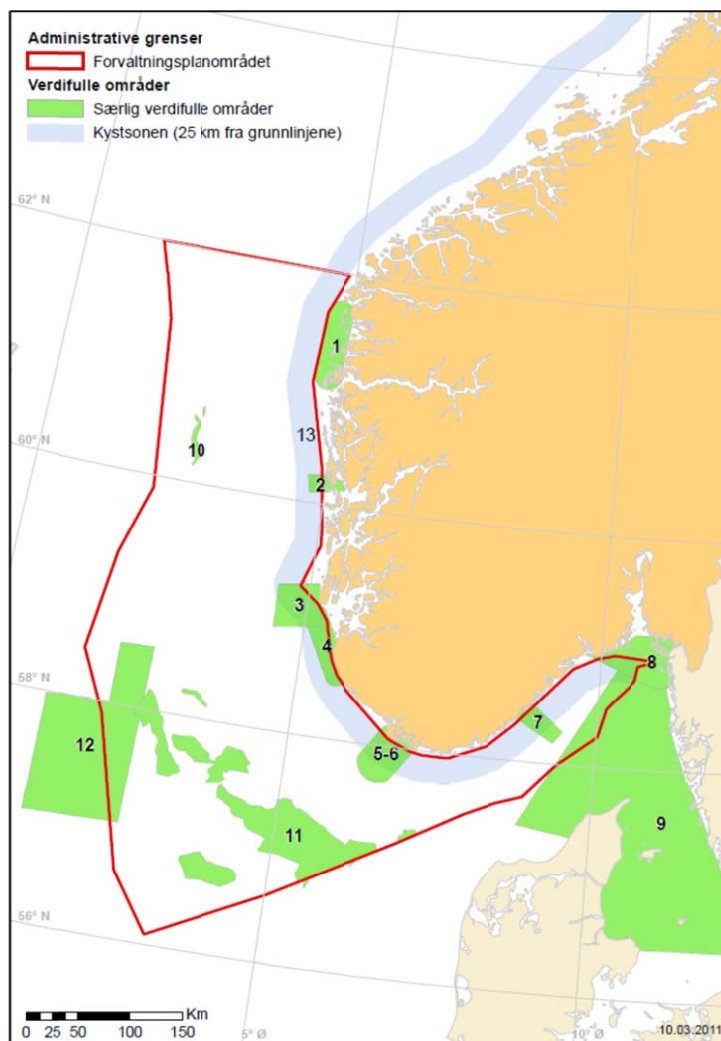 Administrative grenser
Forvaltningsplanområdet
Verdifulle områder
Særlig verdifulle områder
Kystsonen (25 km fra grunnlinjene)
62° N
1
13
10
60° N
2
3
4
8
58° N
7
12
5-6
9
11
56° N
Km
0 25 50 100 150
5° Ø
10° Ø
10.03.2011